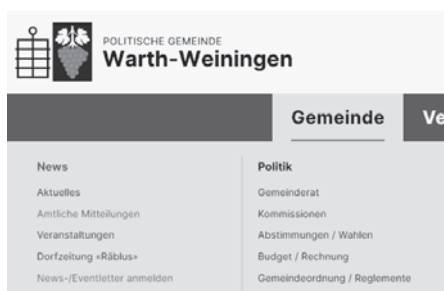 POLITISCHE GEMEINDE
Warth-Weiningen
Gemeinde Ve
News
Aktuelles
Amtliche Mitteilungen
Veranstaltungen
Dorfzeitung «Räblus»
News-/Eventletter anmelden
Politik
Gemeinderat
Kommissionen
Abstimmungen / Wahlen
Budget / Rechnung
Gemeindeordnung / Reglemente